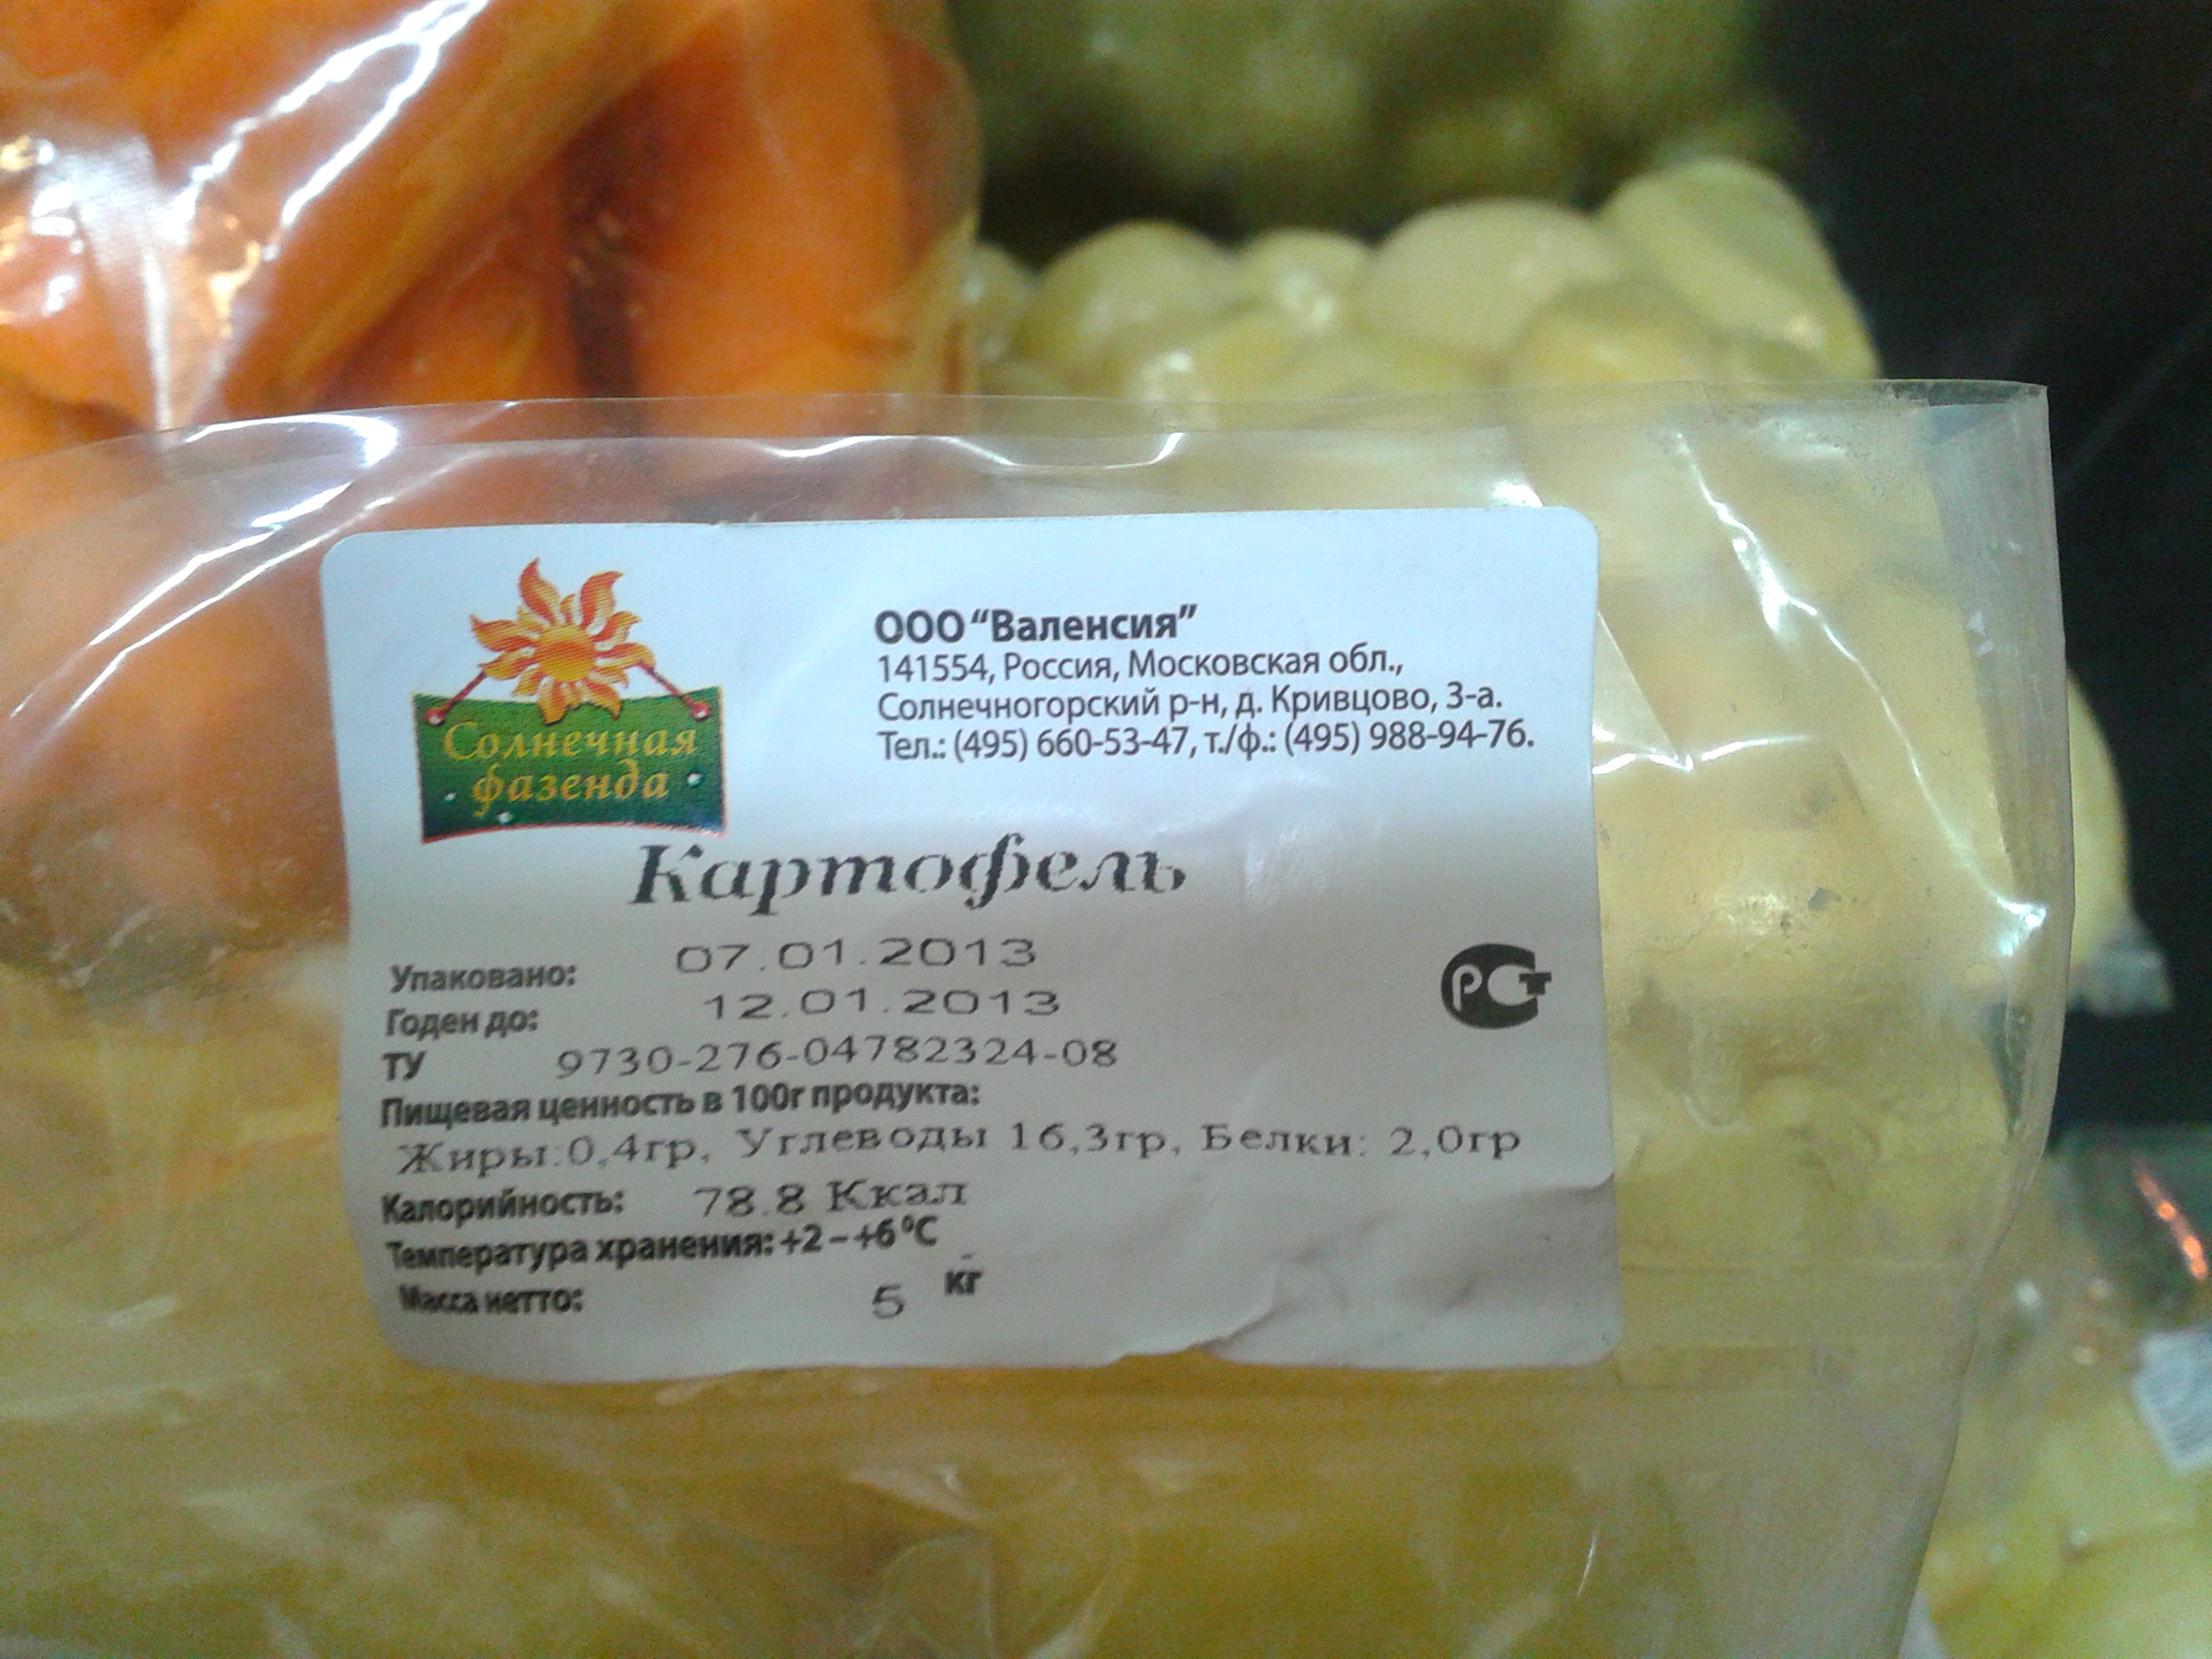 Солнечная
фазенда
ООО "Валенсия"
141554, Россия, Московская обл.,
Солнечногорский р-н, д. Кривцово, 3-а.
Тел.: (495) 660-53-47, т./ф.: (495) 988-94-76.
Картофель
Упаковано: 07.01.2013
Годен до: 12.01.2013
ТУ 9730-276-04782324-08
РСТ
Пищевая ценность в 100г продукта:
Жиры:0,4гр, Углеводы 16,3гр, Белки: 2,0гр
Калорийность: 78.8 Ккал
Температура хранения: +2 – +6 °С
Масса нетто: 5 кг